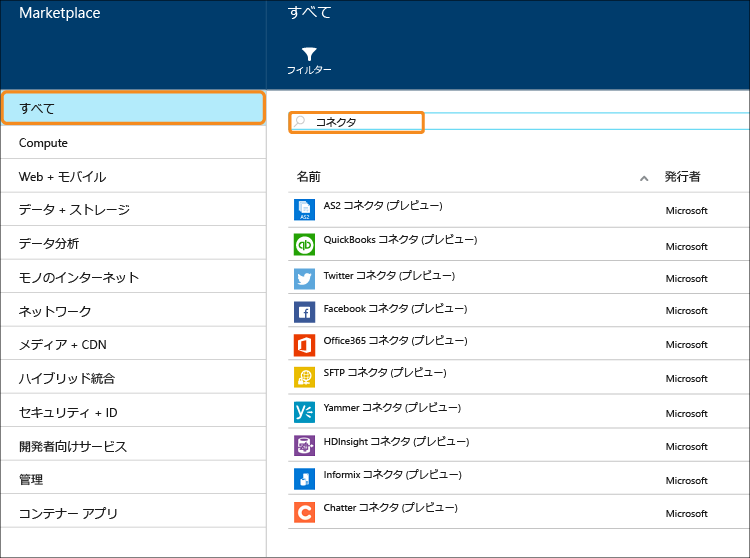 Marketplace
すべて
フィルター
すべて
Compute
Web + モバイル
データ + ストレージ
データ分析
モノのインターネット
ネットワーク
メディア + CDN
ハイブリッド統合
セキュリティ + ID
開発者向けサービス
管理
コンテナー アプリ
コネクタ
名前 発行者
AS2 AS2 コネクタ (プレビュー) Microsoft
qb QuickBooks コネクタ (プレビュー) Microsoft
Twitter コネクタ (プレビュー) Microsoft
Facebook コネクタ (プレビュー) Microsoft
Office365 コネクタ (プレビュー) Microsoft
SFTP コネクタ (プレビュー) Microsoft
Yammer コネクタ (プレビュー) Microsoft
HDInsight コネクタ (プレビュー) Microsoft
Informix コネクタ (プレビュー) Microsoft
Chatter コネクタ (プレビュー) Microsoft